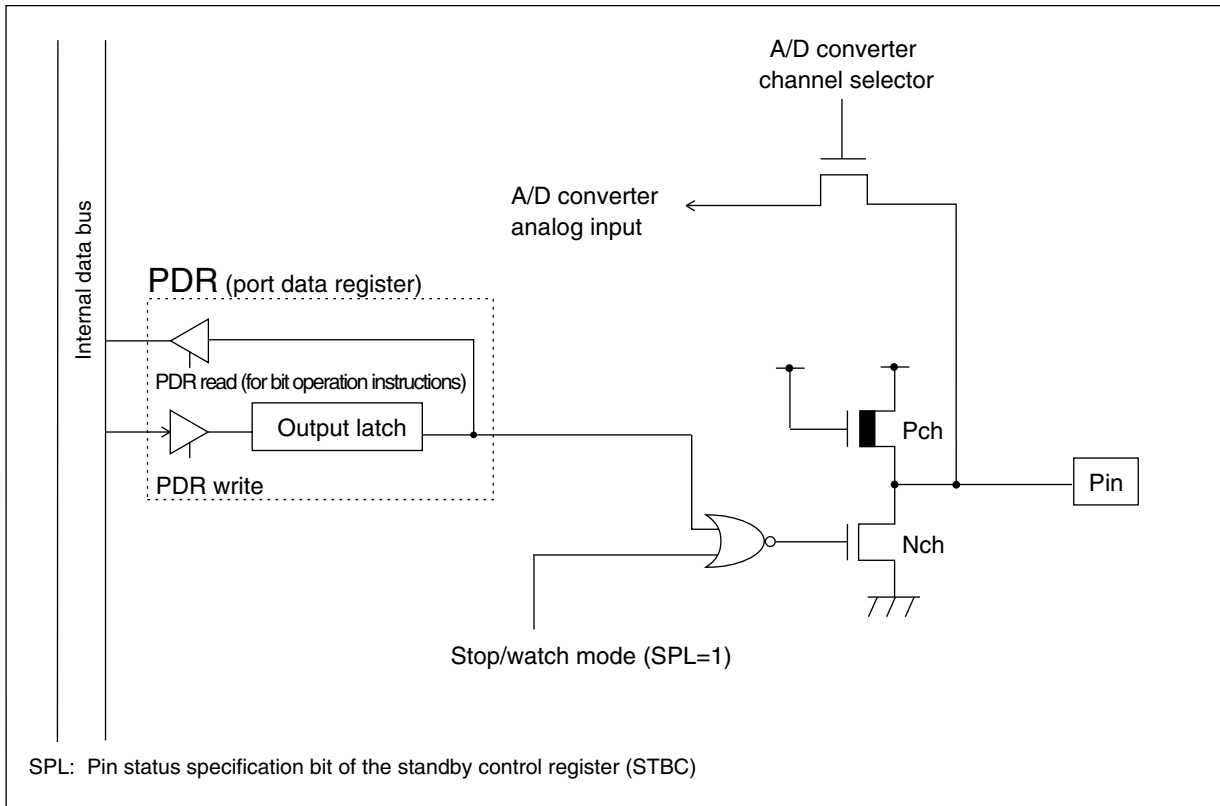 A/D converter
channel selector
A/D converter
analog input
Internal data bus
PDR (port data register)
PDR read (for bit operation instructions)
Output latch
PDR write
Pch
Pin
Nch
Stop/watch mode (SPL=1)
SPL: Pin status specification bit of the standby control register (STBC)